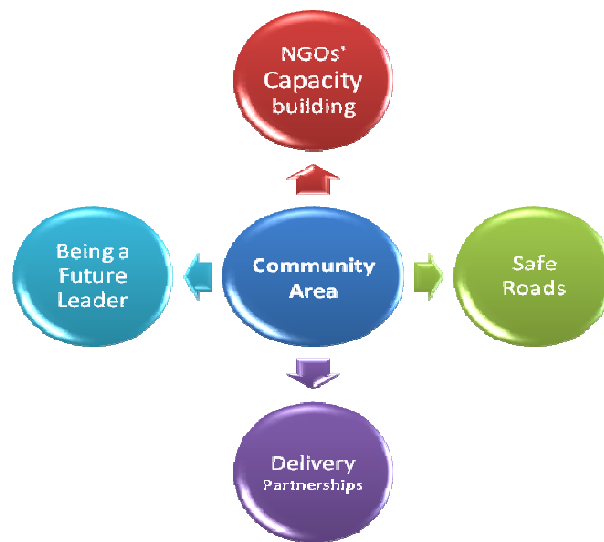 NGOs'
Capacity
building
Being a
Future
Leader
Community
Area
Safe
Roads
Delivery
Partnerships